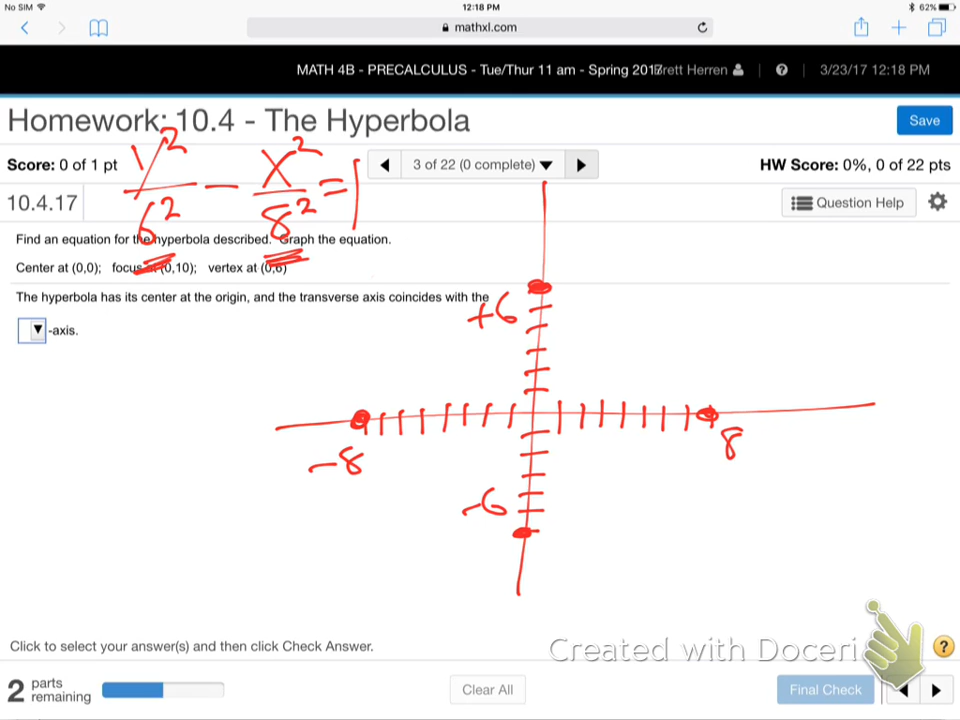 No SIM 12:18 PM 62%
mathxl.com
MATH 4B - PRECALCULUS - Tue/Thur 11 am - Spring 2017 rett Herren 3/23/17 12:18 PM
Homework: 10.4 - The Hyperbola Save
Score: 0 of 1 pt 3 of 22 (0 complete) HW Score: 0%, 0 of 22 pts
10.4.17 Question Help
y² / 6² - x² / 8² = 1
Find an equation for the hyperbola described. Graph the equation.
Center at (0,0); focus at (0,10); vertex at (0,6)
The hyperbola has its center at the origin, and the transverse axis coincides with the
-axis.
+6
-8 8
-6
Click to select your answer(s) and then click Check Answer.
Created with Doceri
?
2 parts remaining Clear All Final Check